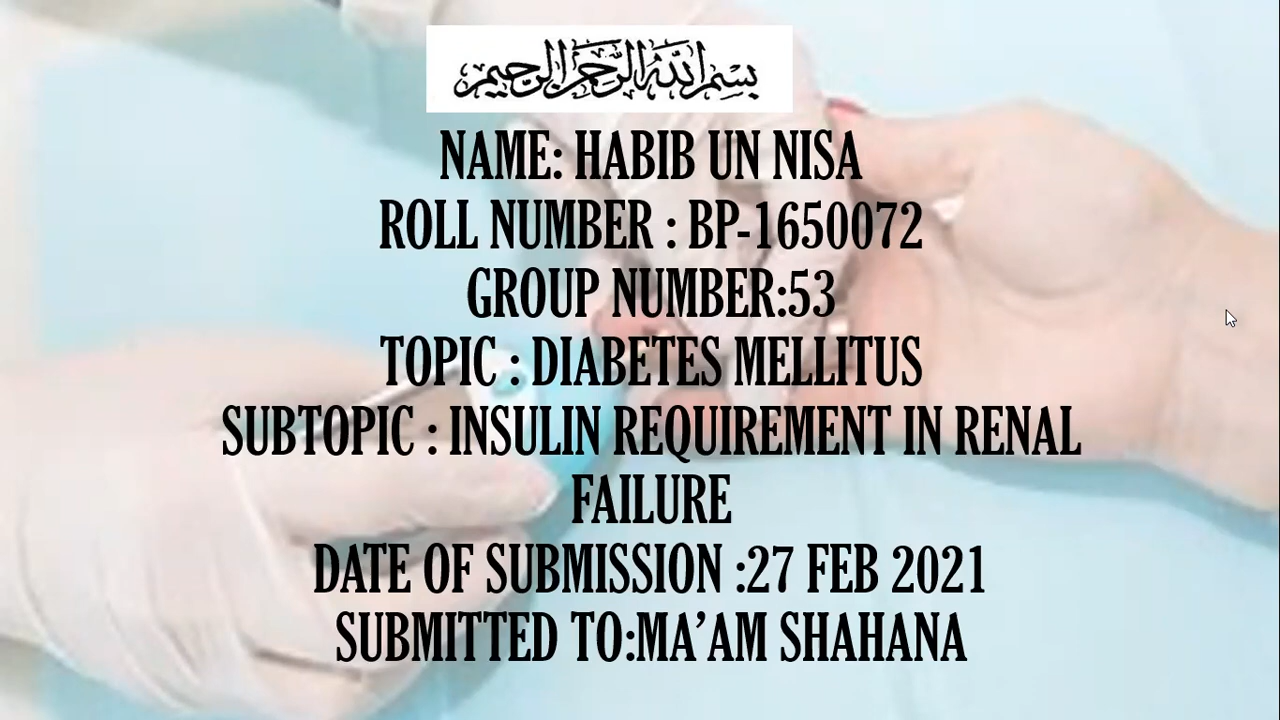 بسم الله الرحمن الرحيم
NAME: HABIB UN NISA
ROLL NUMBER : BP-1650072
GROUP NUMBER:53
TOPIC : DIABETES MELLITUS
SUBTOPIC : INSULIN REQUIREMENT IN RENAL
FAILURE
DATE OF SUBMISSION :27 FEB 2021
SUBMITTED TO:MA’AM SHAHANA